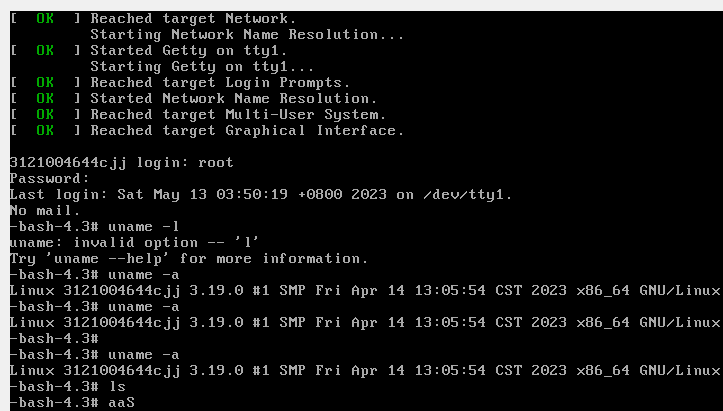 [  OK  ] Reached target Network.
         Starting Network Name Resolution...
[  OK  ] Started Getty on tty1.
         Starting Getty on tty1...
[  OK  ] Reached target Login Prompts.
[  OK  ] Started Network Name Resolution.
[  OK  ] Reached target Multi-User System.
[  OK  ] Reached target Graphical Interface.
3121004644cjj login: root
Password:
Last login: Sat May 13 03:50:19 +0800 2023 on /dev/tty1.
No mail.
-bash-4.3# uname -l
uname: invalid option -- 'l'
Try 'uname --help' for more information.
-bash-4.3# uname -a
Linux 3121004644cjj 3.19.0 #1 SMP Fri Apr 14 13:05:54 CST 2023 x86_64 GNU/Linux
-bash-4.3# uname -a
Linux 3121004644cjj 3.19.0 #1 SMP Fri Apr 14 13:05:54 CST 2023 x86_64 GNU/Linux
-bash-4.3#
-bash-4.3# uname -a
Linux 3121004644cjj 3.19.0 #1 SMP Fri Apr 14 13:05:54 CST 2023 x86_64 GNU/Linux
-bash-4.3# ls
-bash-4.3# aaS